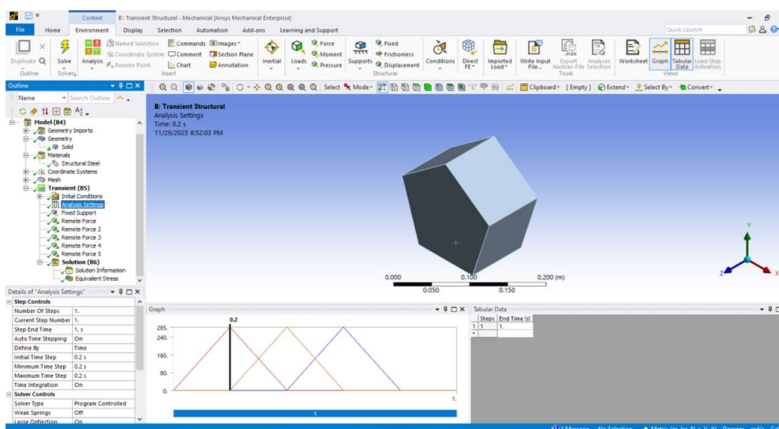 Context B: Transient Structural - Mechanical [Ansys Mechanical Enterprise]
File Home Environment Display Selection Automation Add-ons Learning and Support Quick Launch
Duplicate Q Solve Analysis Named Selection Commands Images Inertial Loads Force Supports Fixed Conditions Direct FE Imported Load Write Input File... Export Nastran File Analyses Selection Worksheet Graph Tabular Data Load Step Activation
Coordinate System Comment Section Plane Moment Frictionless
Remote Point Chart Annotation Pressure Displacement
Outline Solver Insert Structural Tools Views
Outline
Name Search Outline
Select Mode Clipboard [ Empty ] Extend Select By Convert
Model (B4)
Geometry Imports
Geometry
Solid
Materials
Structural Steel
Coordinate Systems
Mesh
Transient (B5)
Initial Conditions
Analysis Settings
Fixed Support
Remote Force
Remote Force 2
Remote Force 3
Remote Force 4
Remote Force 5
Solution (B6)
Solution Information
Equivalent Stress
B: Transient Structural
Analysis Settings
Time: 0.2 s
11/29/2025 8:52:03 PM
0.000 0.100 0.200 (m)
0.050 0.150
Y
Z X
Details of "Analysis Settings"
Step Controls
Number Of Steps 1.
Current Step Number 1.
Step End Time 1. s
Auto Time Stepping On
Define By Time
Initial Time Step 0.2 s
Minimum Time Step 0.2 s
Maximum Time Step 0.2 s
Time Integration On
Solver Controls
Solver Type Program Controlled
Weak Springs Off
Large Deflection On
Graph
0.2
285.
240.
160.
80.
0.
1.
1
Tabular Data
Steps End Time [s]
1 1 1.
*
1 Message No Selection